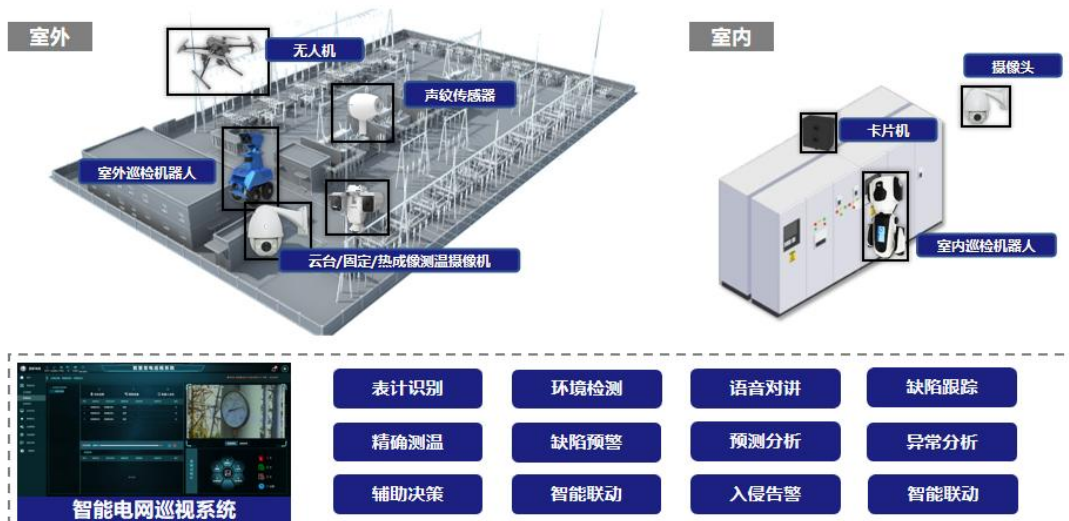 室外
无人机
声纹传感器
室外巡检机器人
云台/固定/热成像测温摄像机
室内
摄像头
卡片机
室内巡检机器人
智能电网巡视系统
表计识别
环境检测
语音对讲
缺陷跟踪
精确测温
缺陷预警
预测分析
异常分析
辅助决策
智能联动
入侵告警
智能联动